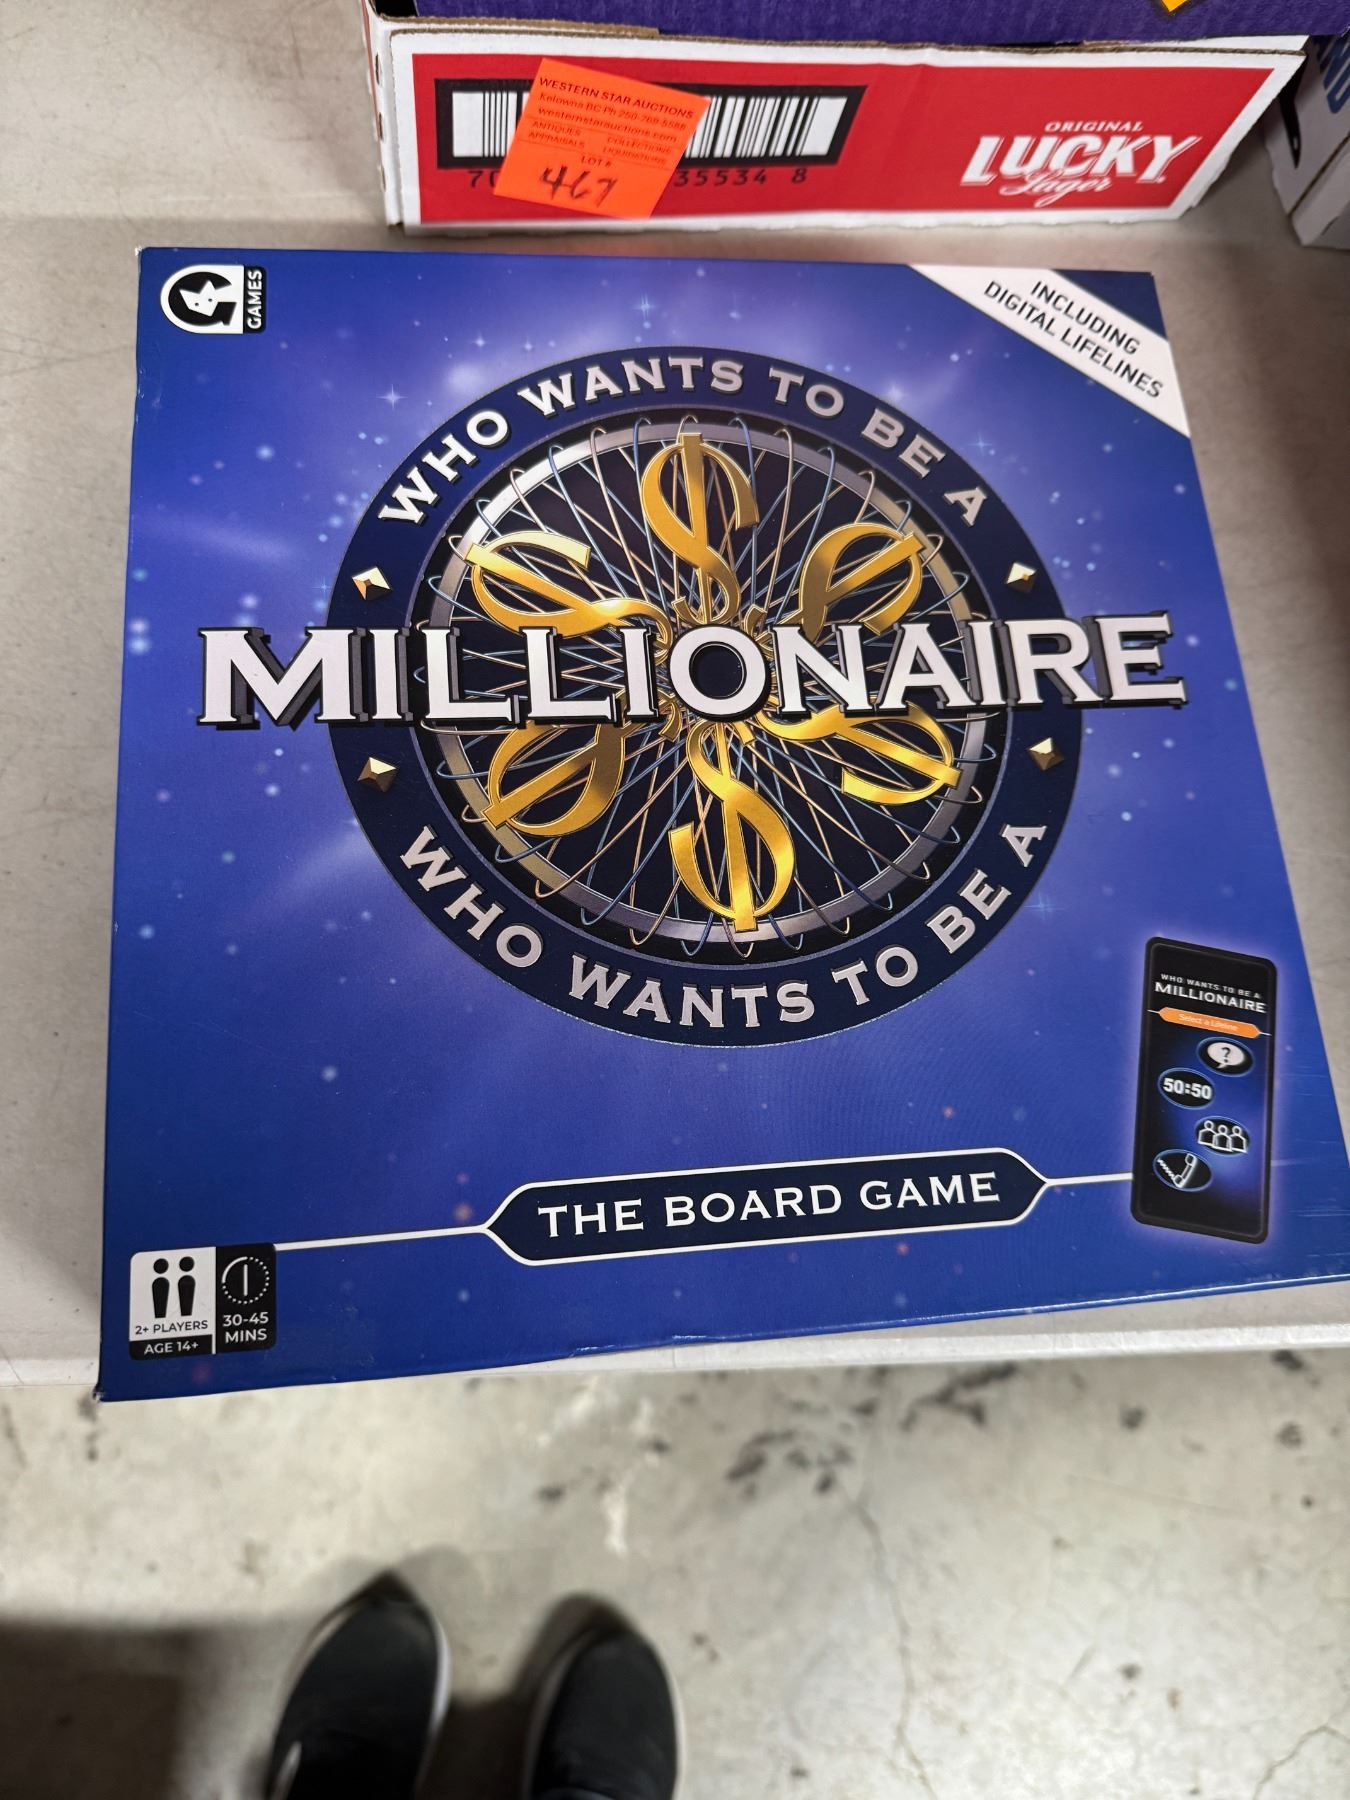 WESTERN STAR AUCTIONS
Kelowna BC Ph 250-769-5586
westernstarauctions.com
ANTIQUES COLLECTIONS
APPRAISALS LIQUIDATIONS
LOT #
467
35534 8
ORIGINAL
LUCKY
Lager
GAMES
INCLUDING
DIGITAL LIFELINES
WHO WANTS TO BE A
MILLIONAIRE
WHO WANTS TO BE A
WHO WANTS TO BE A
MILLIONAIRE
Select a Lifeline
?
50:50
THE BOARD GAME
2+ PLAYERS
AGE 14+
30-45
MINS